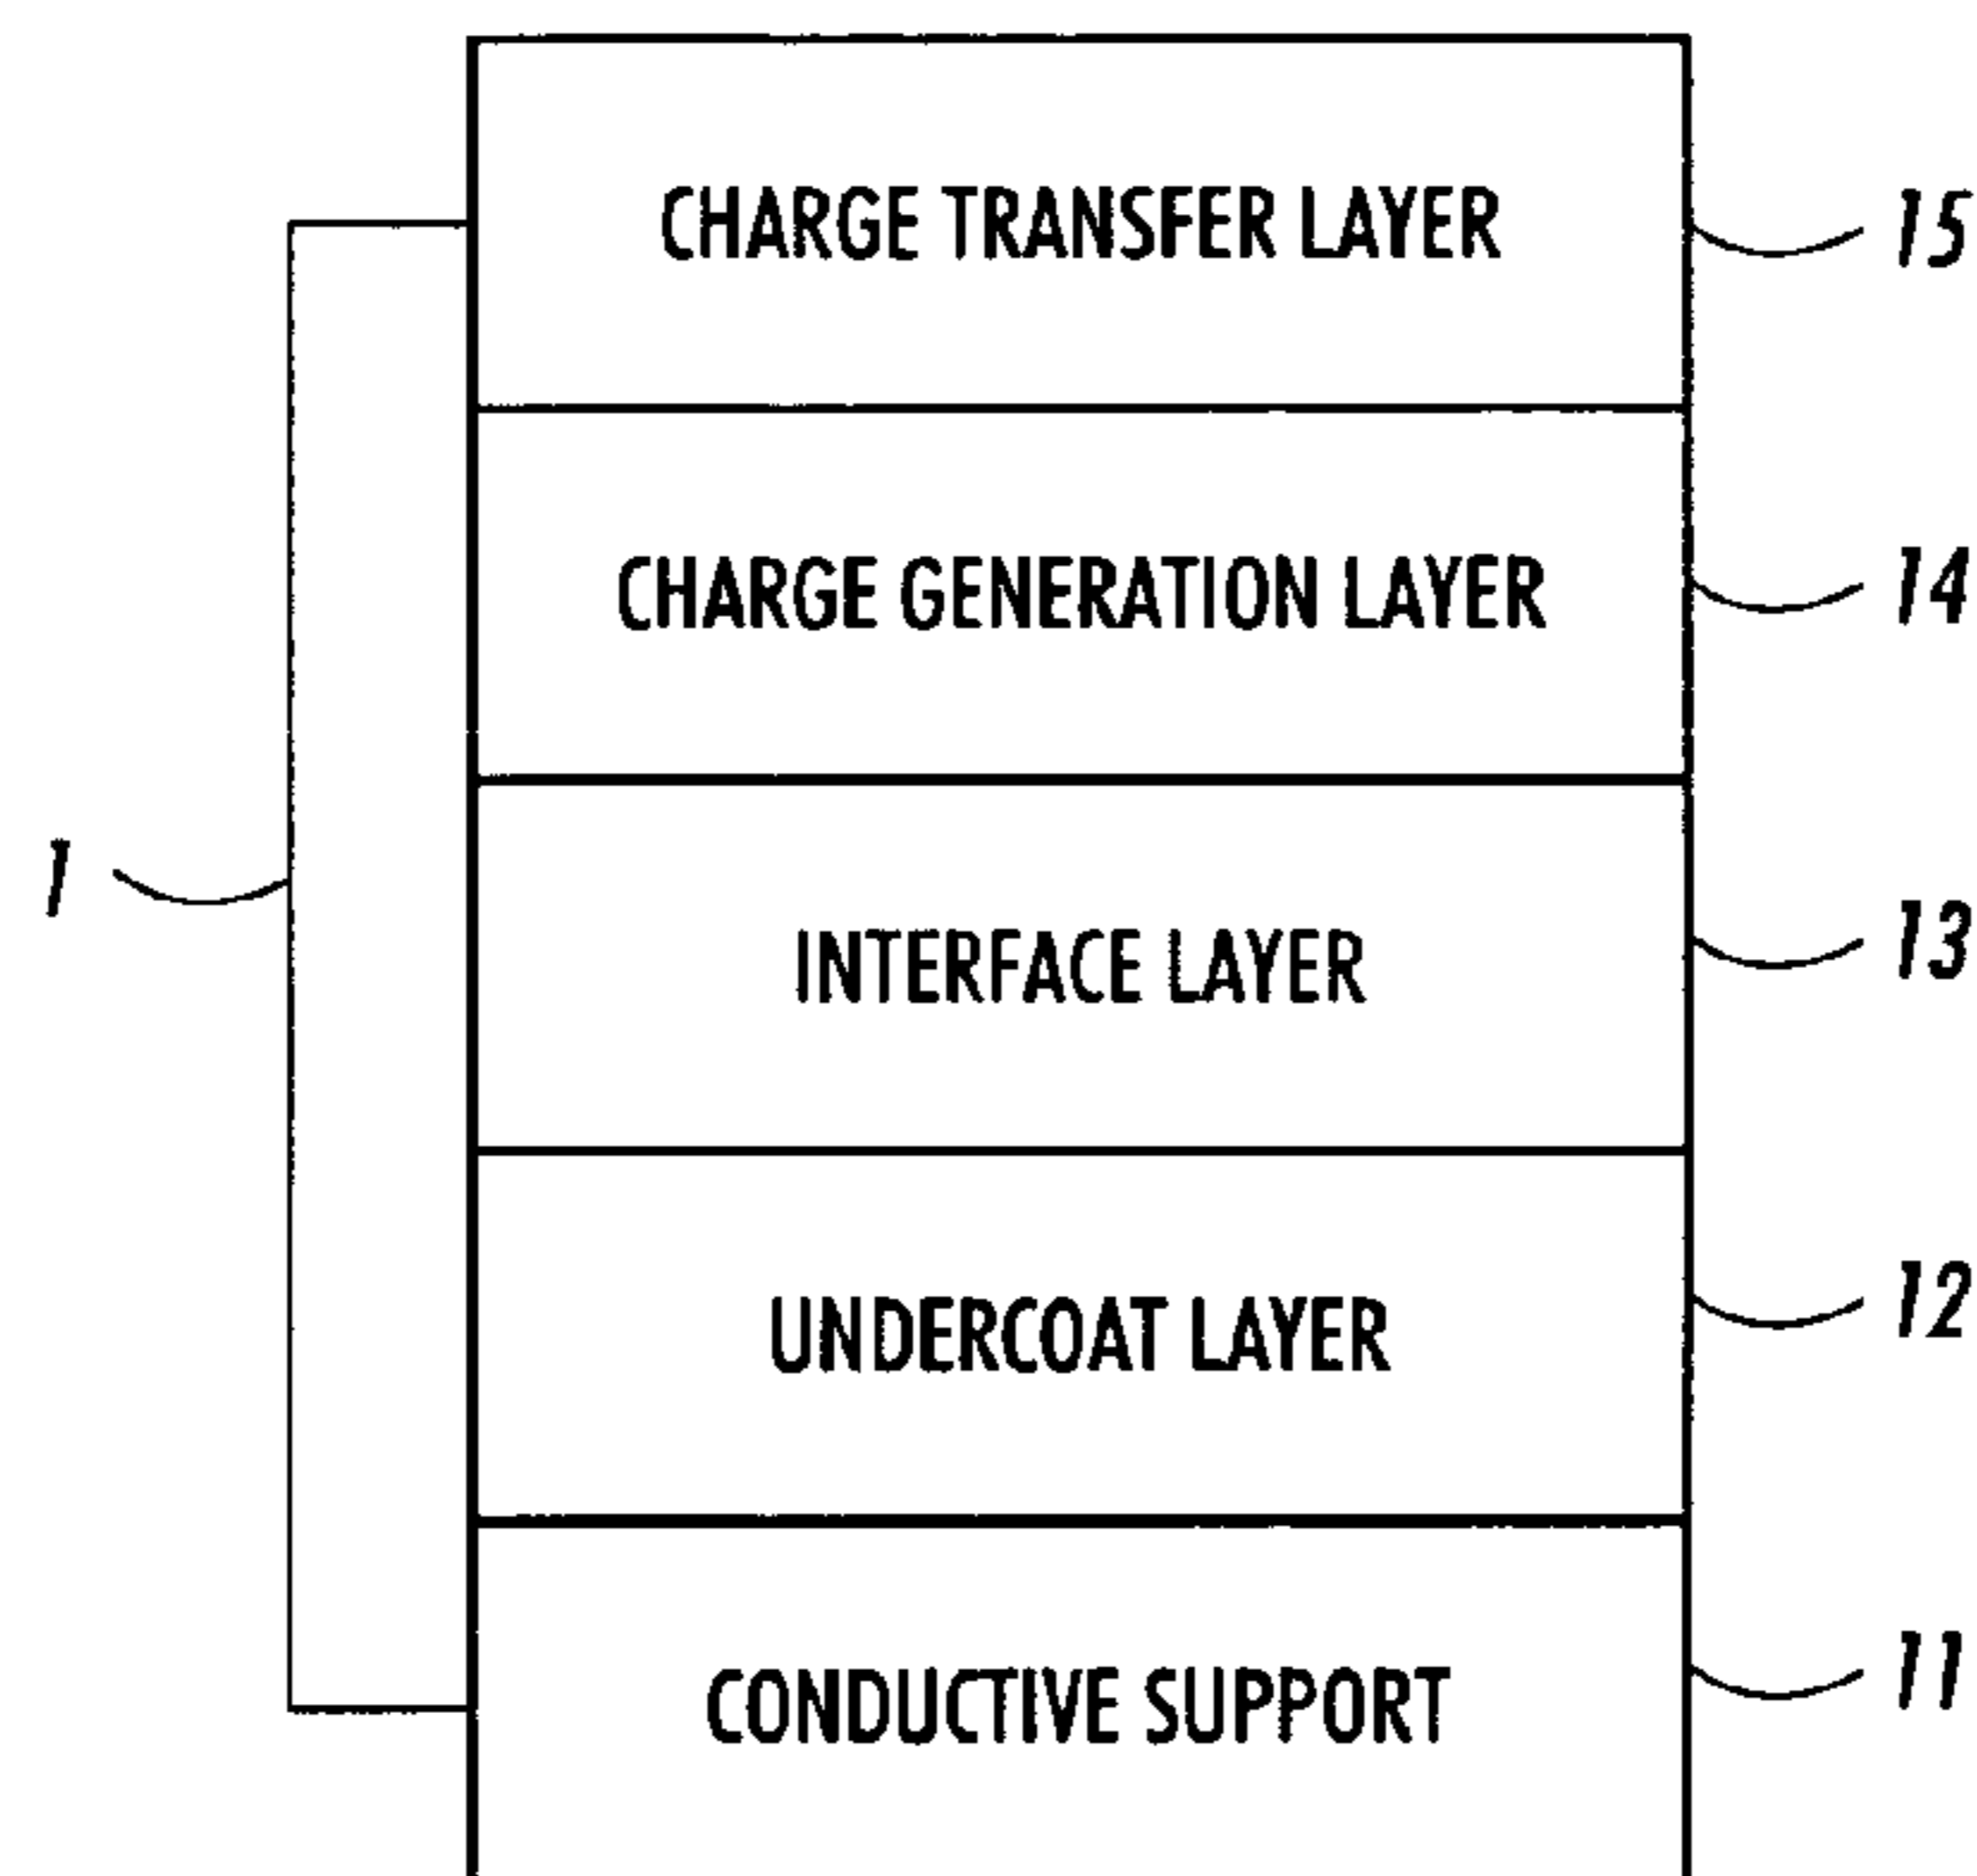 CHARGE TRANSFER LAYER 15
CHARGE GENERATION LAYER 14
1
INTERFACE LAYER 13
UNDERCOAT LAYER 12
CONDUCTIVE SUPPORT 11